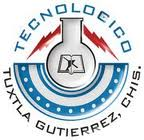 TECNOLOGICO
TUXTLA GUTIERREZ, CHIS.